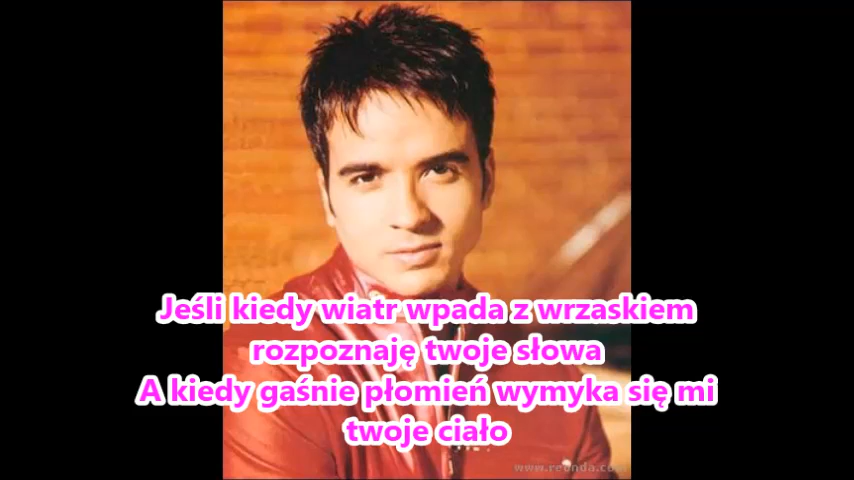 Jeśli kiedy wiatr wpada z wrzaskiem
rozpoznaję twoje słowa
A kiedy gaśnie płomień wymyka się mi
twoje ciało